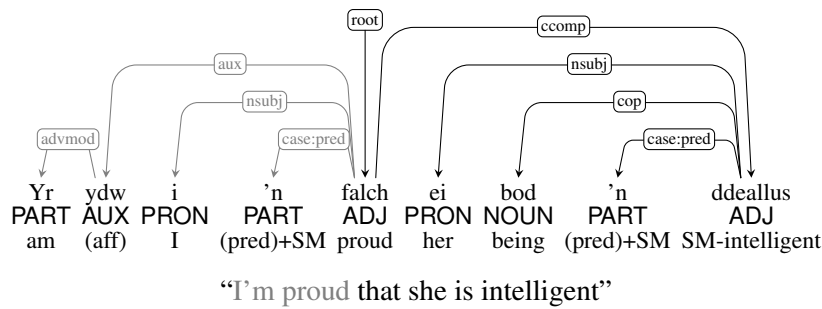 root
ccomp
aux
nsubj
nsubj
cop
advmod
case:pred
case:pred
Yr ydw i 'n falch ei bod 'n ddeallus
PART AUX PRON PART ADJ PRON NOUN PART ADJ
am (aff) I (pred)+SM proud her being (pred)+SM SM-intelligent
“I'm proud that she is intelligent”